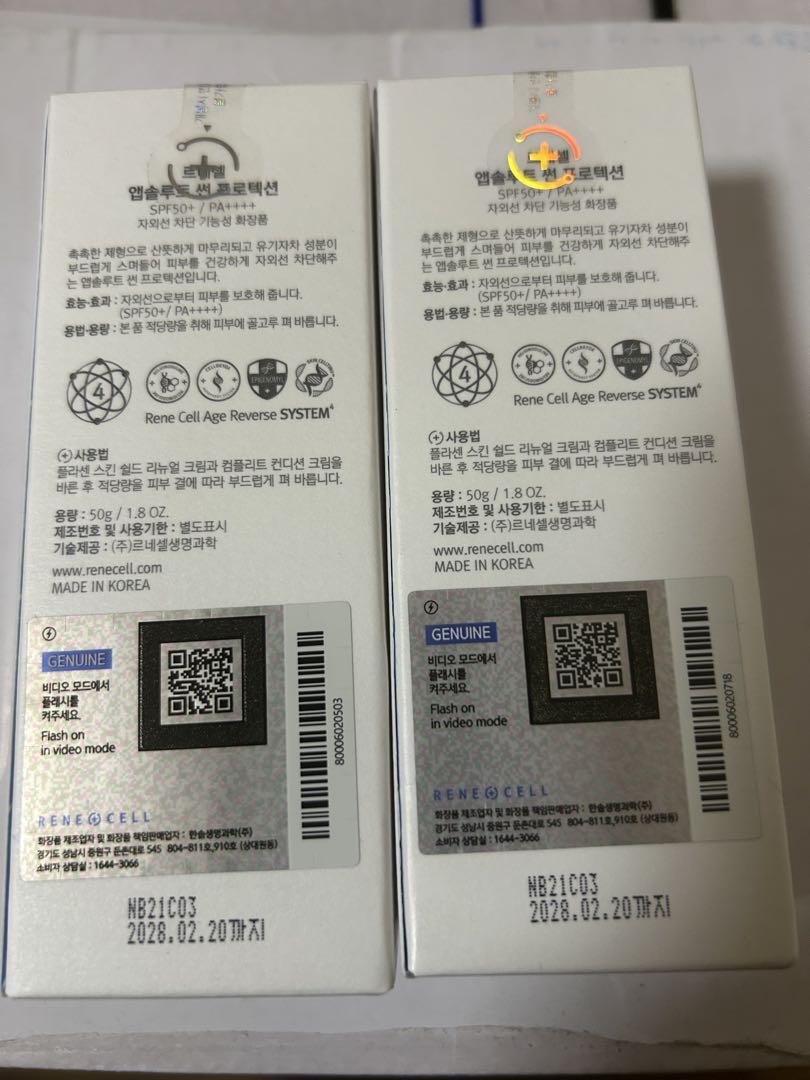 개봉시 면
르네셀
앱솔루트 썬 프로텍션
SPF50+ / PA++++
자외선 차단 기능성 화장품
촉촉한 제형으로 산뜻하게 마무리되고 유기자차 성분이
부드럽게 스며들어 피부를 건강하게 자외선 차단해주
는 앱솔루트 썬 프로텍션입니다.
효능·효과 : 자외선으로부터 피부를 보호해 줍니다.
(SPF50+/ PA++++)
용법·용량 : 본 품 적당량을 취해 피부에 골고루 펴 바릅니다.
4
EPIGENOMYL
Rene Cell Age Reverse SYSTEM4
사용법
플라센 스킨 쉴드 리뉴얼 크림과 컴플리트 컨디션 크림을
바른 후 적당량을 피부 결에 따라 부드럽게 펴 바릅니다.
용량 : 50g / 1.8 OZ.
제조번호 및 사용기한 : 별도표시
기술제공 : (주)르네셀생명과학
www.renecell.com
MADE IN KOREA
GENUINE
비디오 모드에서
플래시를
켜주세요.
Flash on
in video mode
80006020503
RENE CELL
화장품 제조업자 및 화장품 책임판매업자 : 한솔생명과학(주)
경기도 성남시 중원구 둔촌대로 545 804-811호,910호 (상대원동)
소비자 상담실 : 1644-3066
NB21C03
2028.02.20까지
르네셀
앱솔루트 썬 프로텍션
SPF50+ / PA++++
자외선 차단 기능성 화장품
촉촉한 제형으로 산뜻하게 마무리되고 유기자차 성분이
부드럽게 스며들어 피부를 건강하게 자외선 차단해주
는 앱솔루트 썬 프로텍션입니다.
효능·효과 : 자외선으로부터 피부를 보호해 줍니다.
(SPF50+/ PA++++)
용법·용량 : 본 품 적당량을 취해 피부에 골고루 펴 바릅니다.
4
EPIGENOMYL
Rene Cell Age Reverse SYSTEM4
사용법
플라센 스킨 쉴드 리뉴얼 크림과 컴플리트 컨디션 크림을
바른 후 적당량을 피부 결에 따라 부드럽게 펴 바릅니다.
용량 : 50g / 1.8 OZ.
제조번호 및 사용기한 : 별도표시
기술제공 : (주)르네셀생명과학
www.renecell.com
MADE IN KOREA
GENUINE
비디오 모드에서
플래시를
켜주세요.
Flash on
in video mode
80006020718
RENE CELL
화장품 제조업자 및 화장품 책임판매업자 : 한솔생명과학(주)
경기도 성남시 중원구 둔촌대로 545 804-811호,910호 (상대원동)
소비자 상담실 : 1644-3066
NB21C03
2028.02.20까지